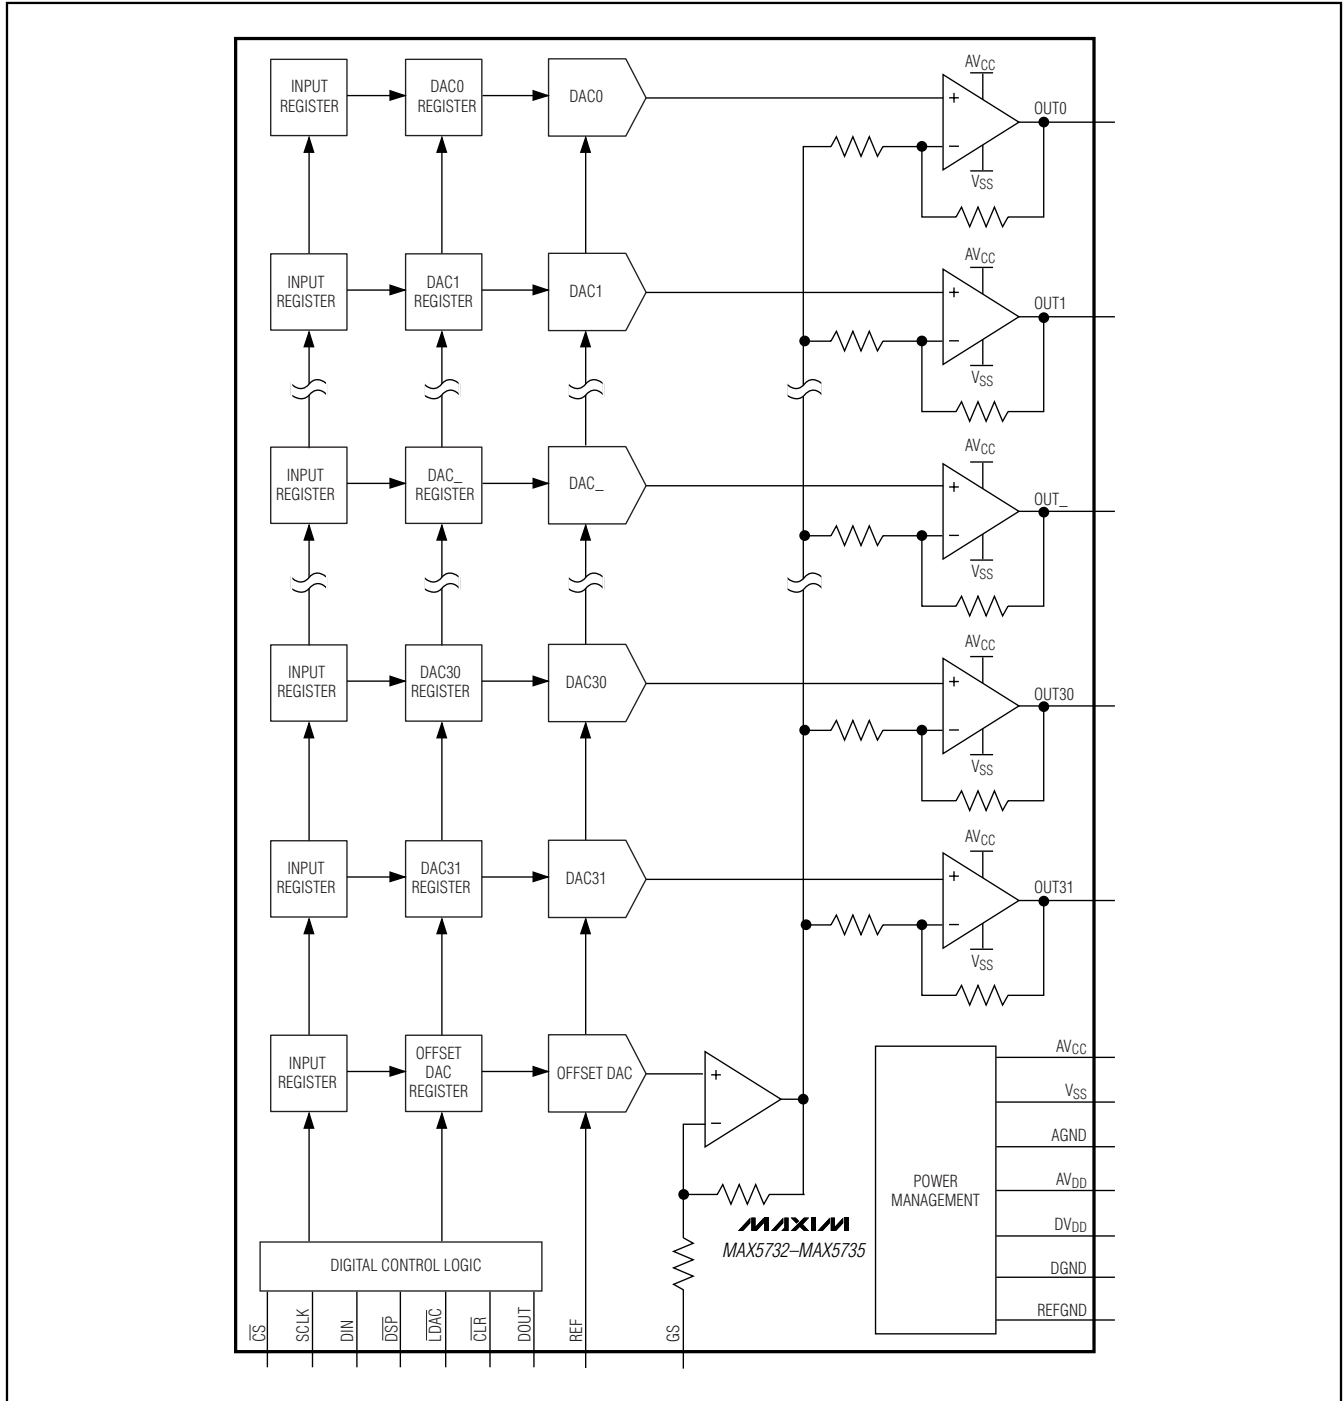 AVCC
INPUT
REGISTER
DAC0
REGISTER
DAC0
+
OUT0
−
VSS
AVCC
INPUT
REGISTER
DAC1
REGISTER
DAC1
+
OUT1
−
VSS
AVCC
INPUT
REGISTER
DAC_
REGISTER
DAC_
+
OUT_
−
VSS
AVCC
INPUT
REGISTER
DAC30
REGISTER
DAC30
+
OUT30
−
VSS
AVCC
INPUT
REGISTER
DAC31
REGISTER
DAC31
+
OUT31
−
VSS
INPUT
REGISTER
OFFSET
DAC
REGISTER
OFFSET DAC
+
−
AVCC
VSS
AGND
AVDD
DVDD
DGND
REFGND
POWER
MANAGEMENT
MAXIM
MAX5732–MAX5735
DIGITAL CONTROL LOGIC
CS
SCLK
DIN
DSP
LDAC
CLR
DOUT
REF
GS